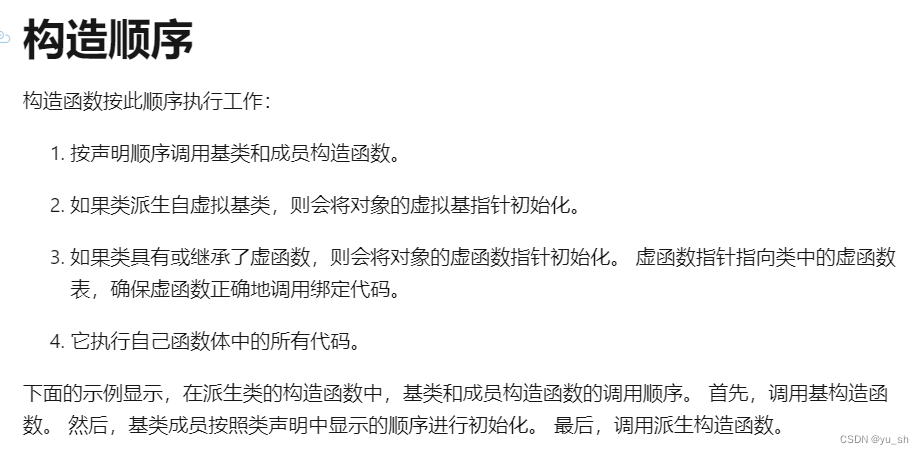 构造顺序
构造函数按此顺序执行工作：
1. 按声明顺序调用基类和成员构造函数。
2. 如果类派生自虚拟基类，则会将对象的虚拟基指针初始化。
3. 如果类具有或继承了虚函数，则会将对象的虚函数指针初始化。 虚函数指针指向类中的虚函数
表，确保虚函数正确地调用绑定代码。
4. 它执行自己函数体中的所有代码。
下面的示例显示，在派生类的构造函数中，基类和成员构造函数的调用顺序。 首先，调用基构造函
数。 然后，基类成员按照类声明中显示的顺序进行初始化。 最后，调用派生构造函数。
CSDN @yu_sh